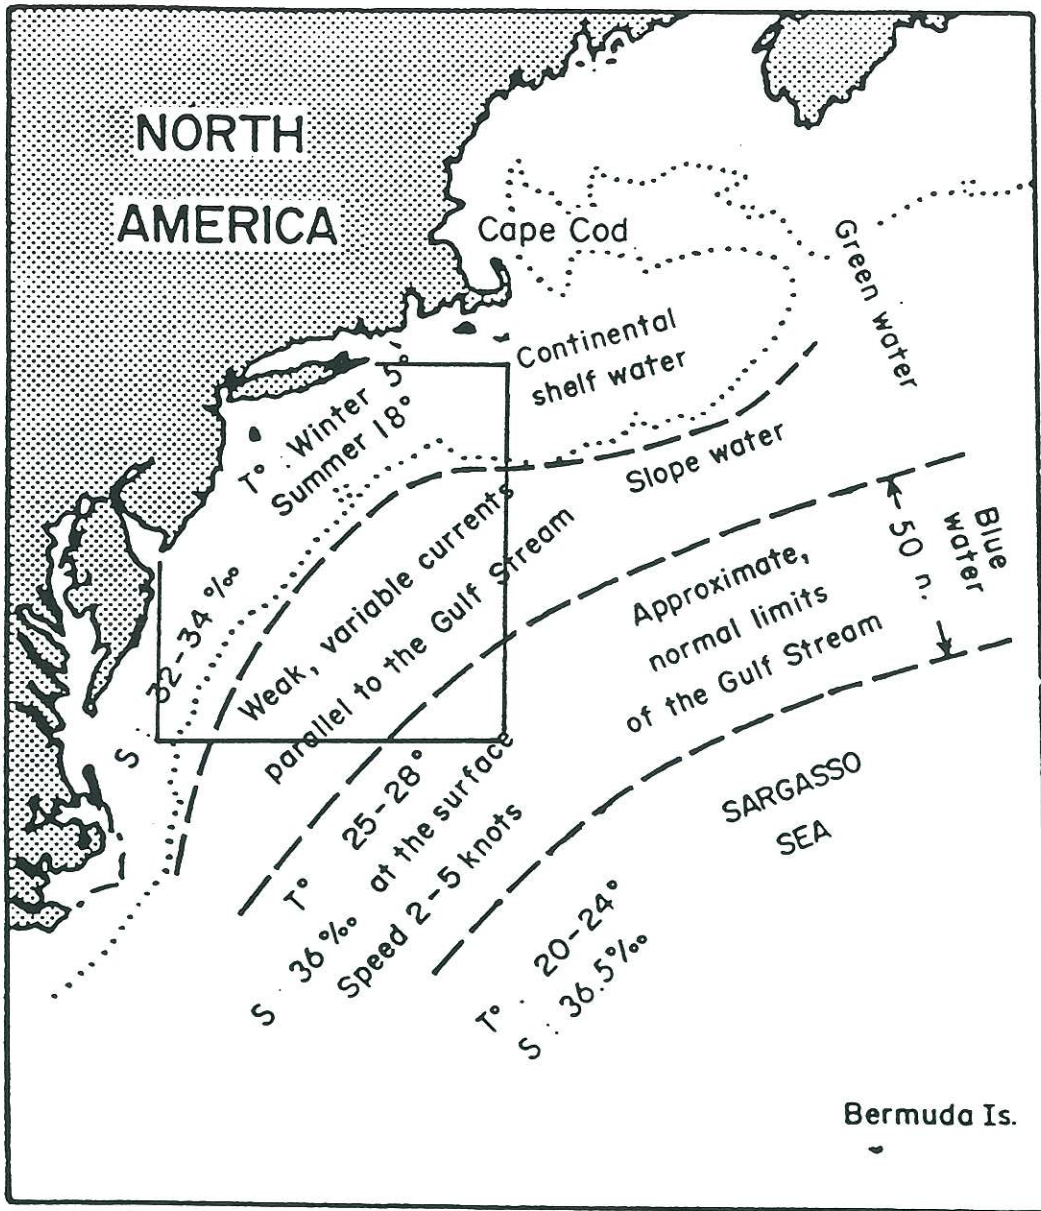 NORTH
AMERICA
Cape Cod
Green water
Continental
shelf water
T° : Winter 5°
Summer 18°
Slope water
S : 32-34 ‰
Weak, variable currents
parallel to the Gulf Stream
Approximate,
normal limits
of the Gulf Stream
50 n.
Blue
water
T° 25-28°
at the surface
S : 36 ‰
Speed 2-5 knots
SARGASSO
SEA
T° : 20-24°
S : 36.5‰
Bermuda Is.